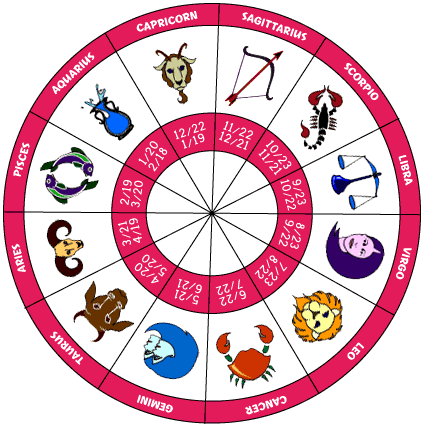 CAPRICORN
12/22
1/19
SAGITTARIUS
11/22
12/21
SCORPIO
10/23
11/21
LIBRA
9/23
10/22
VIRGO
8/23
9/22
LEO
7/23
8/22
CANCER
6/22
7/22
GEMINI
5/21
6/21
TAURUS
4/20
5/20
ARIES
3/21
4/19
PISCES
2/19
3/20
AQUARIUS
1/20
2/18